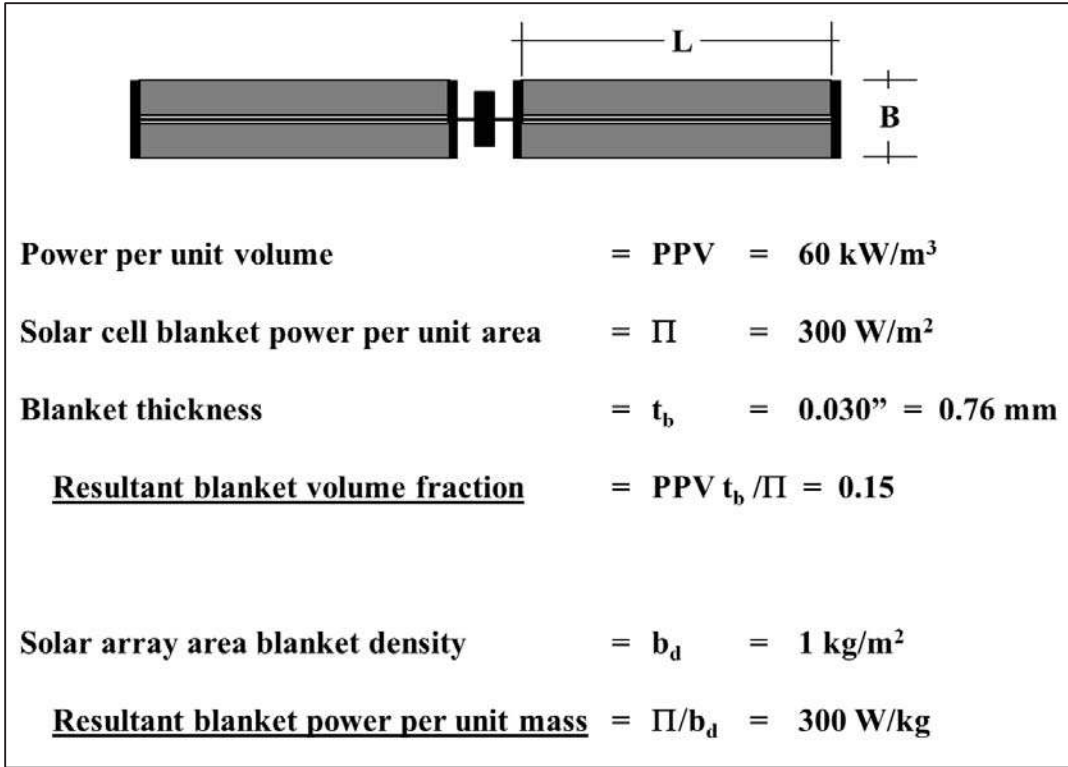 L
B
Power per unit volume = PPV = 60 kW/m³
Solar cell blanket power per unit area = Π = 300 W/m²
Blanket thickness = t_b = 0.030” = 0.76 mm
Resultant blanket volume fraction = PPV t_b /Π = 0.15
Solar array area blanket density = b_d = 1 kg/m²
Resultant blanket power per unit mass = Π/b_d = 300 W/kg